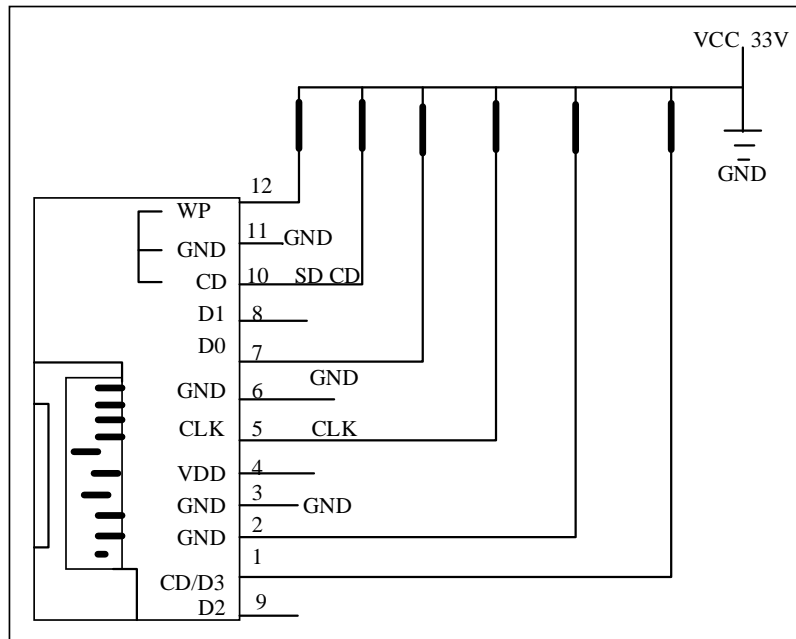 VCC 33V
GND
12
WP
11
GND
GND
CD
10
SD CD
D1
8
D0
7
GND
GND
6
CLK
5
CLK
VDD
4
GND
3
GND
GND
2
1
CD/D3
D2
9